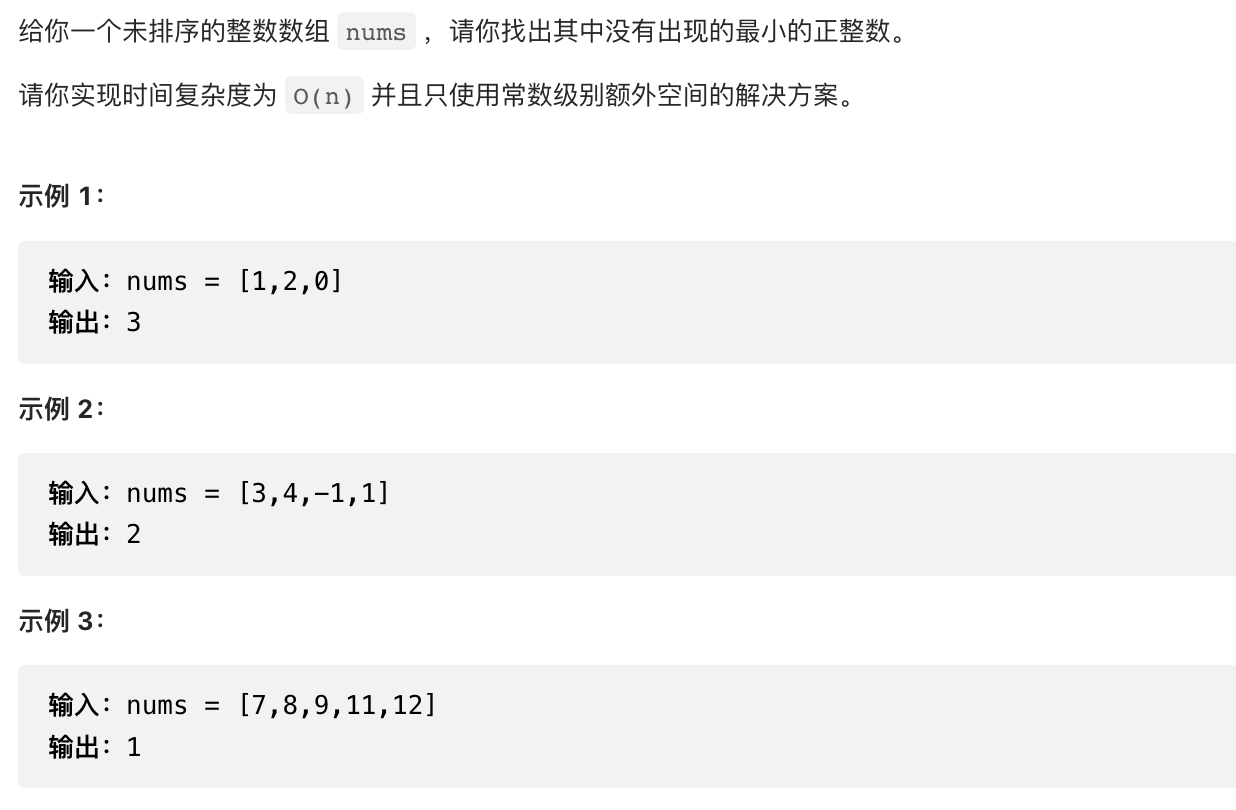 给你一个未排序的整数数组 nums ，请你找出其中没有出现的最小的正整数。
请你实现时间复杂度为 O(n) 并且只使用常数级别额外空间的解决方案。
示例 1：
输入：nums = [1,2,0]
输出：3
示例 2：
输入：nums = [3,4,-1,1]
输出：2
示例 3：
输入：nums = [7,8,9,11,12]
输出：1